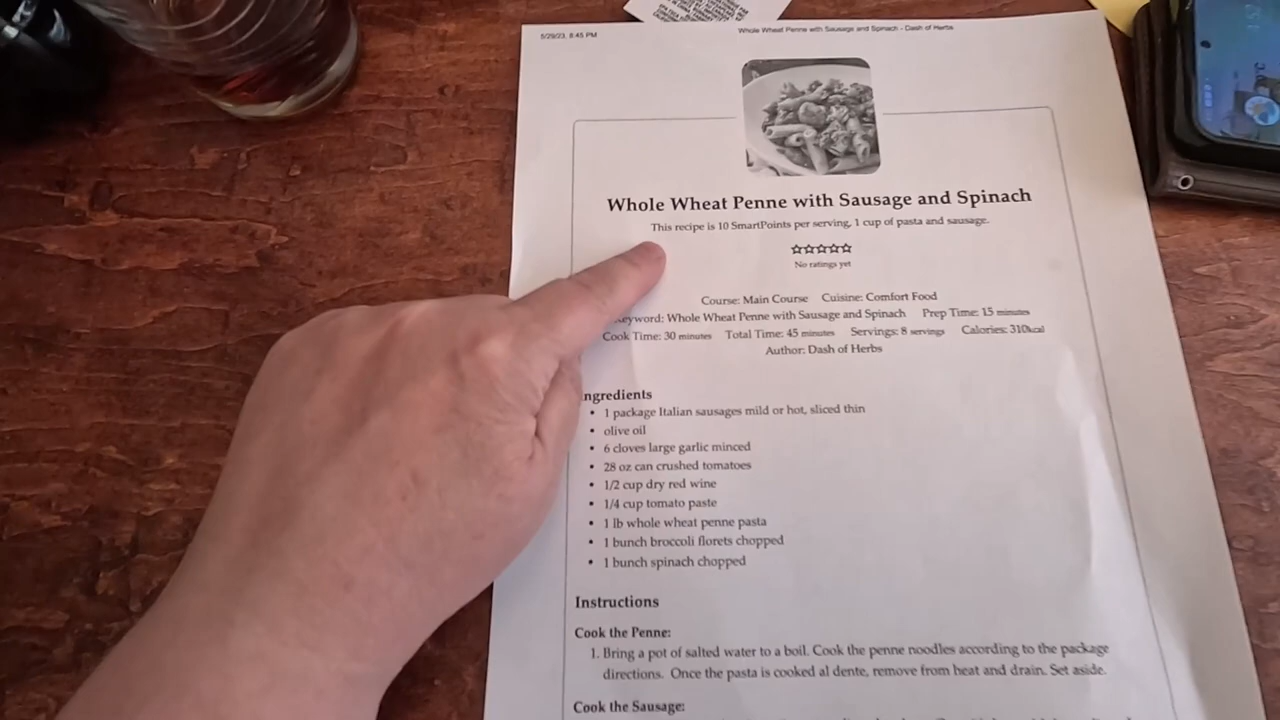 5/29/23, 8:45 PM
Whole Wheat Penne with Sausage and Spinach - Dash of Herbs
Whole Wheat Penne with Sausage and Spinach
This recipe is 10 SmartPoints per serving, 1 cup of pasta and sausage.
No ratings yet
Course: Main Course Cuisine: Comfort Food
eyword: Whole Wheat Penne with Sausage and Spinach Prep Time: 15 minutes
Cook Time: 30 minutes Total Time: 45 minutes Servings: 8 servings Calories: 310kcal
Author: Dash of Herbs
ngredients
• 1 package Italian sausages mild or hot, sliced thin
• olive oil
• 6 cloves large garlic minced
• 28 oz can crushed tomatoes
• 1/2 cup dry red wine
• 1/4 cup tomato paste
• 1 lb whole wheat penne pasta
• 1 bunch broccoli florets chopped
• 1 bunch spinach chopped
Instructions
Cook the Penne:
1. Bring a pot of salted water to a boil. Cook the penne noodles according to the package
directions. Once the pasta is cooked al dente, remove from heat and drain. Set aside.
Cook the Sausage: